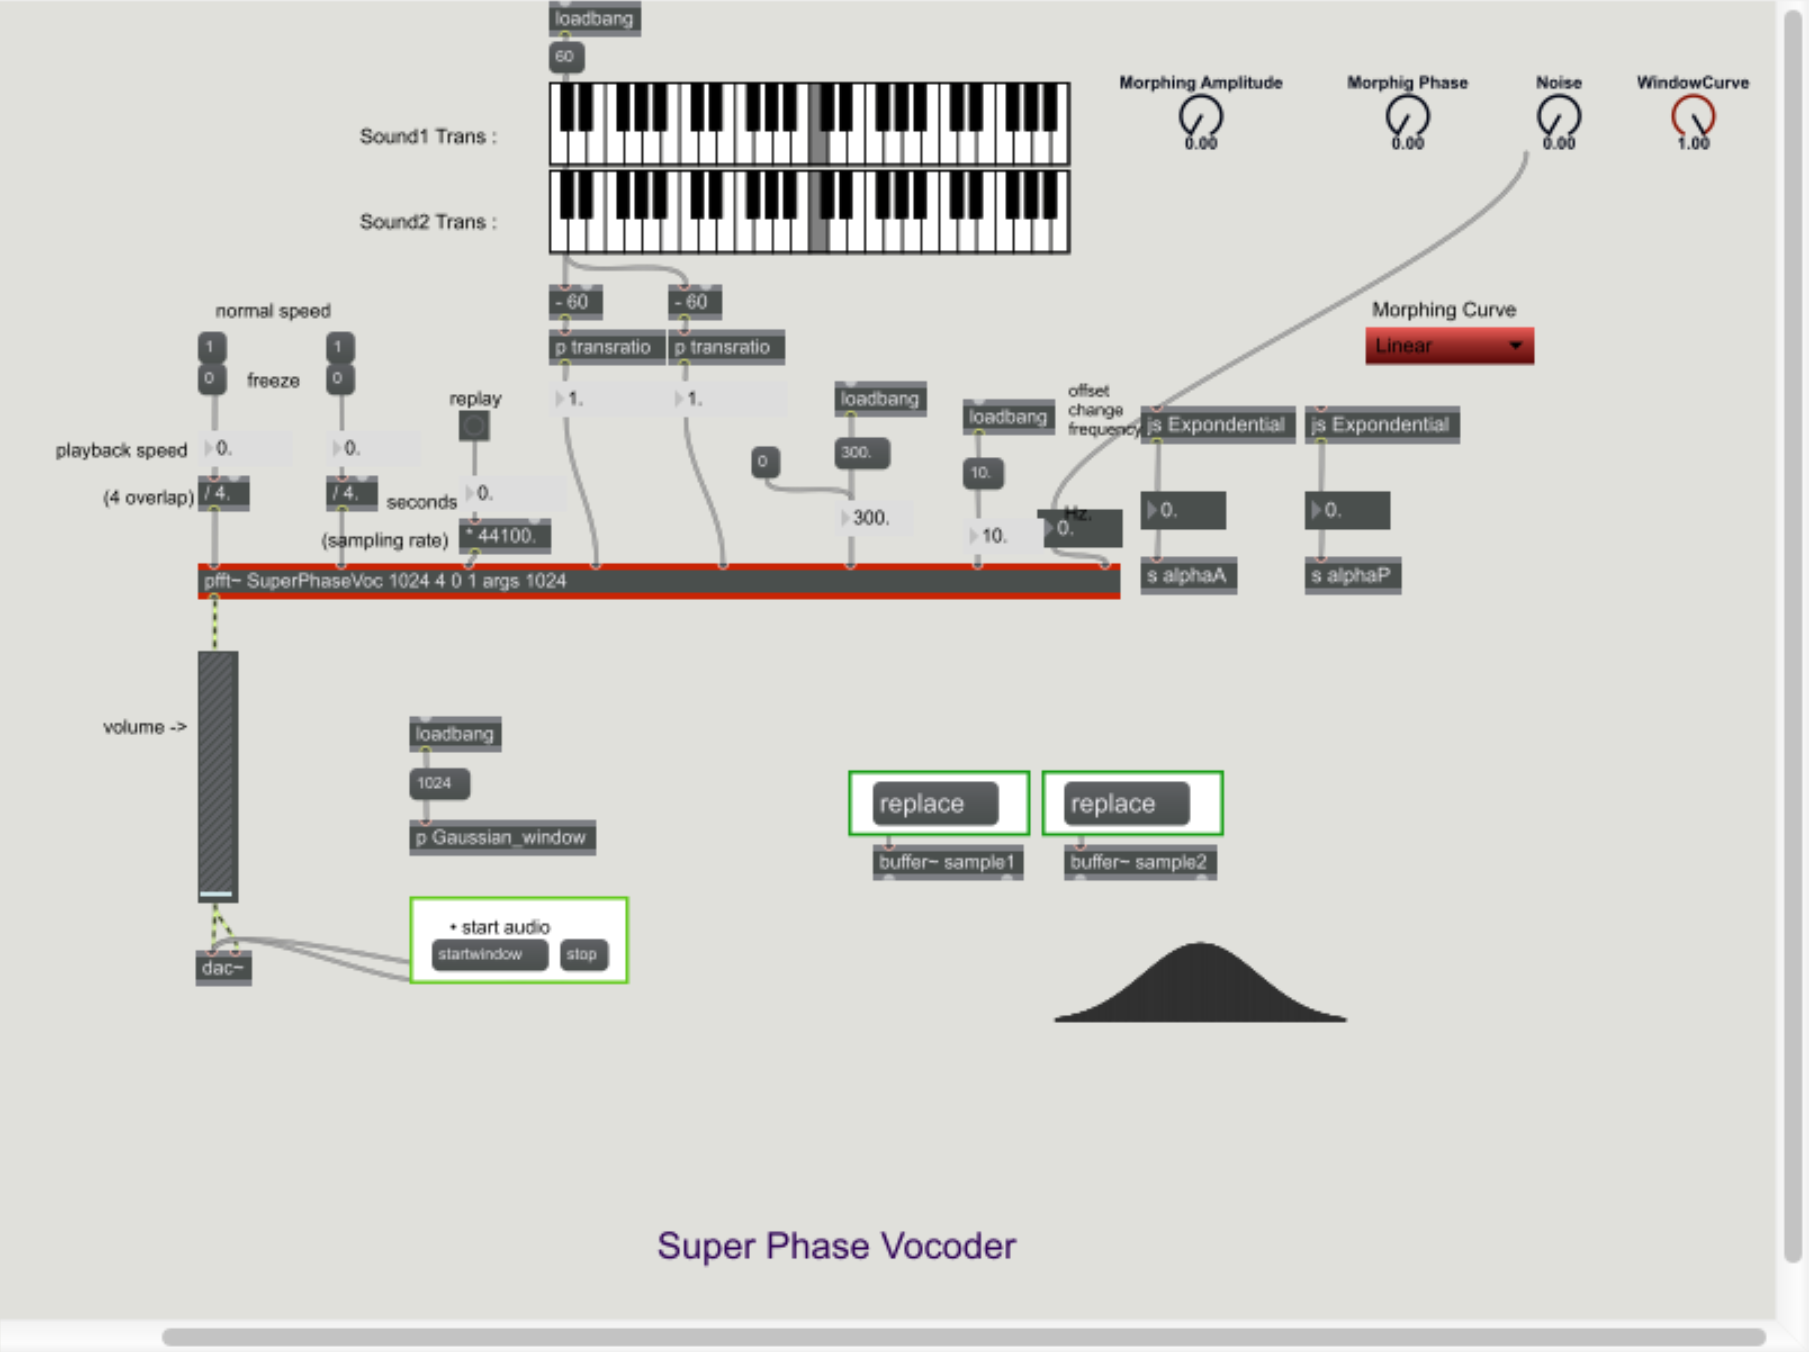 loadbang
60
Morphing Amplitude
0.00
Morphig Phase
0.00
Noise
0.00
WindowCurve
1.00
Sound1 Trans :
Sound2 Trans :
- 60
- 60
p transratio
p transratio
1.
1.
normal speed
1
1
0
freeze
0
playback speed
0.
0.
(4 overlap)
/ 4.
/ 4.
replay
seconds
0.
(sampling rate)
* 44100.
loadbang
0
300.
300.
loadbang
10.
10.
offset
change
frequency
Hz.
0.
Morphing Curve
Linear
js Expondential
js Expondential
0.
0.
s alphaA
s alphaP
pfft~ SuperPhaseVoc 1024 4 0 1 args 1024
volume ->
loadbang
1024
p Gaussian_window
replace
replace
buffer~ sample1
buffer~ sample2
• start audio
startwindow
stop
dac~
Super Phase Vocoder